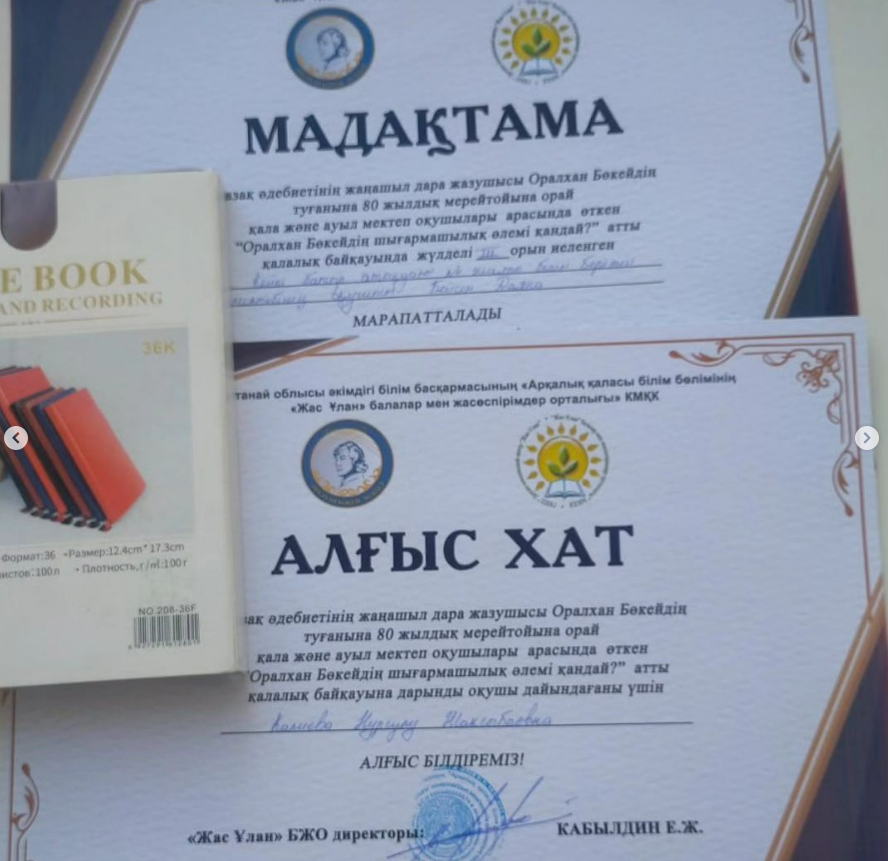 МАДАҚТАМА
азақ әдебиетінің жаңашыл дара жазушысы Оралхан Бөкейдің
туғанына 80 жылдық мерейтойына орай
қала және ауыл мектеп оқушылары арасында өткен
"Оралхан Бөкейдің шығармашылық әлемі қандай?" атты
қалалық байқауында жүлделі III орын иеленген
МАРАПАТТАЛАДЫ
E BOOK
AND RECORDING
36K
Формат:36 •Размер:12.4cm*17.3cm
истов:100л •Плотность,г/㎡:100г
NO.208-36F
танай облысы әкімдігі білім басқармасының «Арқалық қаласы білім бөлімінің
«Жас Ұлан» балалар мен жасөспірімдер орталығы» КМҚК
АЛҒЫС ХАТ
зақ әдебиетінің жаңашыл дара жазушысы Оралхан Бөкейдің
туғанына 80 жылдық мерейтойына орай
қала және ауыл мектеп оқушылары арасында өткен
"Оралхан Бөкейдің шығармашылық әлемі қандай?" атты
қалалық байқауына дарынды оқушы дайындағаны үшін
Калиева Нургулу Жаксыбаевна
АЛҒЫС БІЛДІРЕМІЗ!
«Жас Ұлан» БЖО директоры: КАБЫЛДИН Е.Ж.